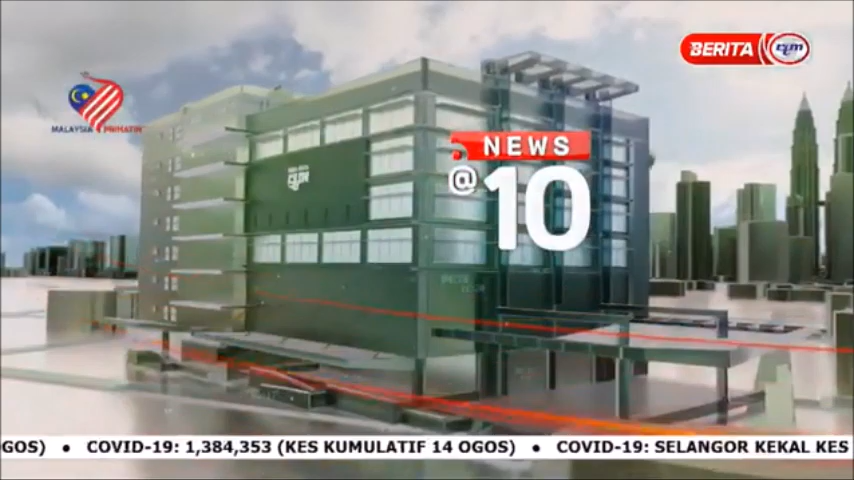 BERITA RTM
MALAYSIA PRIHATIN
NEWS
@10
OGOS) • COVID-19: 1,384,353 (KES KUMULATIF 14 OGOS) • COVID-19: SELANGOR KEKAL KES